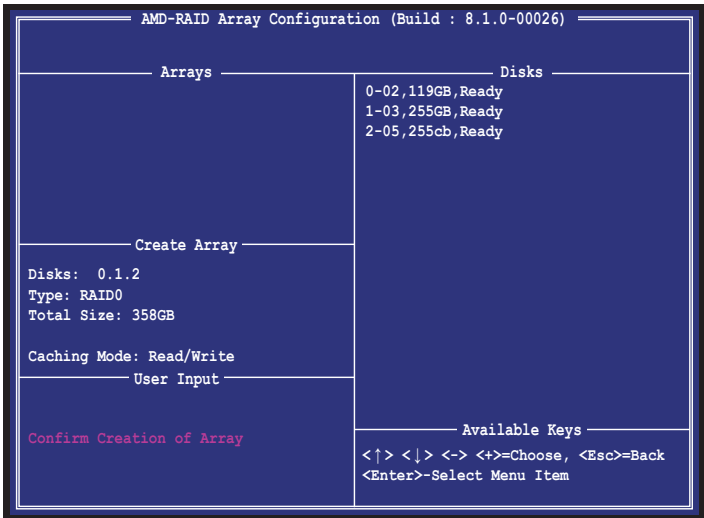 AMD-RAID Array Configuration (Build : 8.1.0-00026)
Arrays
Disks
0-02,119GB,Ready
1-03,255GB,Ready
2-05,255cb,Ready
Create Array
Disks: 0.1.2
Type: RAID0
Total Size: 358GB
Caching Mode: Read/Write
User Input
Confirm Creation of Array
Available Keys
<↑> <↓> <-> <+>=Choose, <Esc>=Back
<Enter>-Select Menu Item